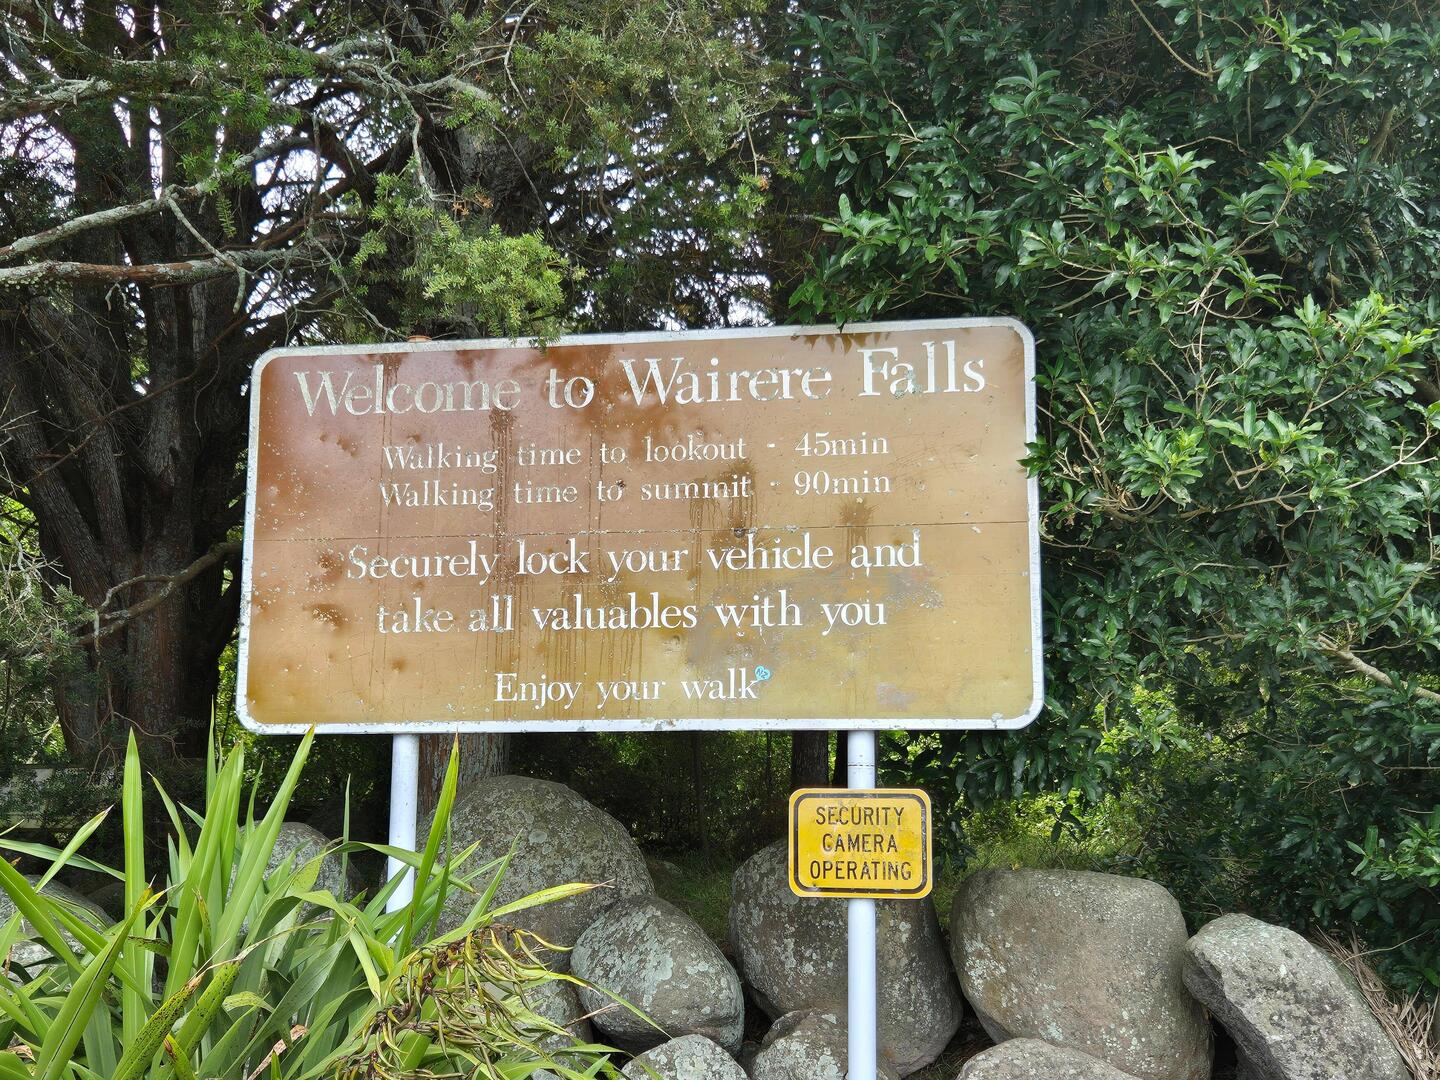 Welcome to Wairere Falls
Walking time to lookout - 45min
Walking time to summit - 90min
Securely lock your vehicle and
take all valuables with you
Enjoy your walk
SECURITY
CAMERA
OPERATING